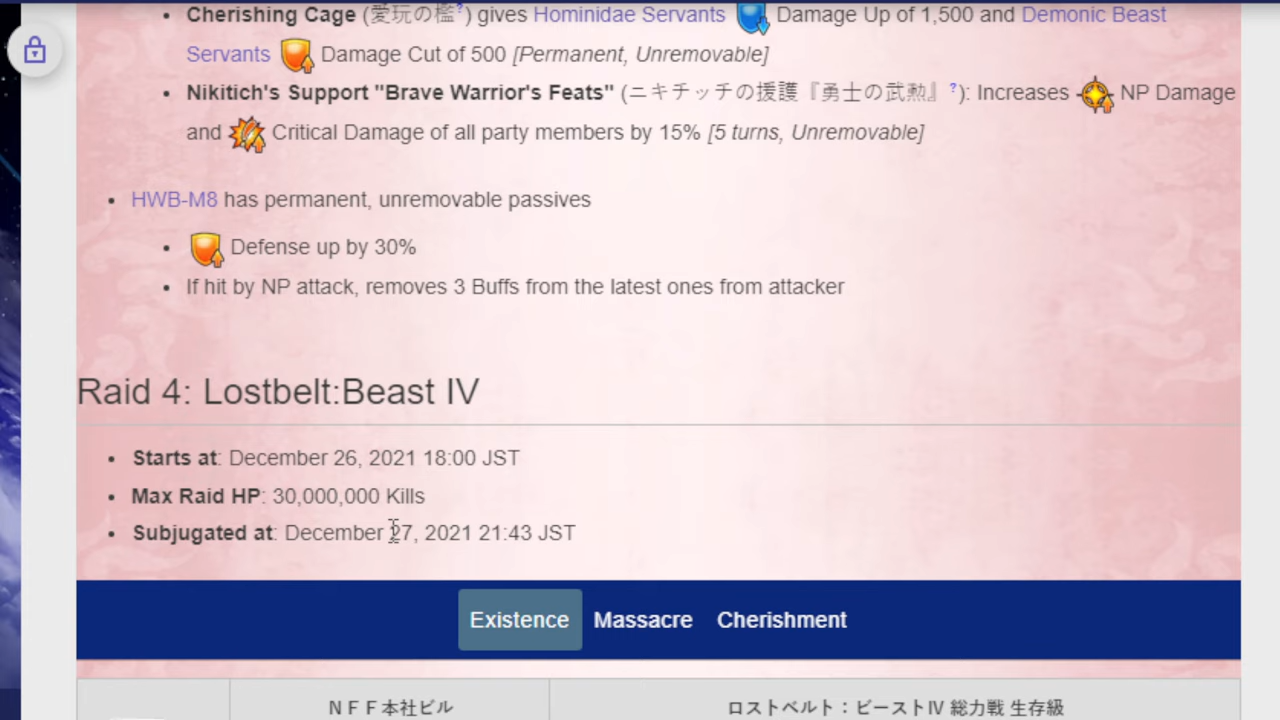 • Cherishing Cage (愛玩の檻?) gives Hominidae Servants Damage Up of 1,500 and Demonic Beast
Servants Damage Cut of 500 [Permanent, Unremovable]
• Nikitich's Support "Brave Warrior's Feats" (ニキチッチの援護『勇士の武勲』?): Increases NP Damage
and Critical Damage of all party members by 15% [5 turns, Unremovable]
• HWB-M8 has permanent, unremovable passives
• Defense up by 30%
• If hit by NP attack, removes 3 Buffs from the latest ones from attacker
Raid 4: Lostbelt:Beast IV
• Starts at: December 26, 2021 18:00 JST
• Max Raid HP: 30,000,000 Kills
• Subjugated at: December 27, 2021 21:43 JST
Existence Massacre Cherishment
ＮＦＦ本社ビル ロストベルト：ビーストⅣ 総力戦 生存級